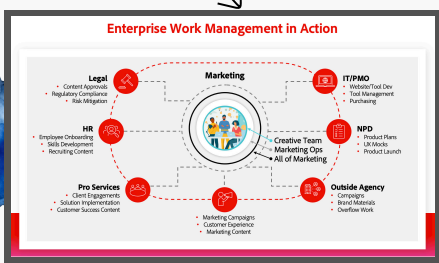 Enterprise Work Management in Action
Legal
• Content Approvals
• Regulatory Compliance
• Risk Mitigation
Marketing
IT/PMO
• Website/Tool Dev
• Tool Management
• Purchasing
HR
• Employee Onboarding
• Skills Development
• Recruiting Content
Creative Team
Marketing Ops
All of Marketing
NPD
• Product Plans
• UX Mocks
• Product Launch
Pro Services
• Client Engagements
• Solution Implementation
• Customer Success Content
• Marketing Campaigns
• Customer Experience
• Marketing Content
Outside Agency
• Campaigns
• Brand Materials
• Overflow Work